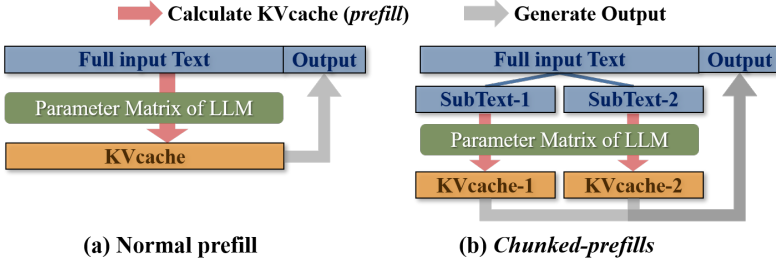 Calculate KVcache (prefill)
Generate Output
Full input Text
Output
Parameter Matrix of LLM
KVcache
(a) Normal prefill
Full input Text
Output
SubText-1
SubText-2
Parameter Matrix of LLM
KVcache-1
KVcache-2
(b) Chunked-prefills